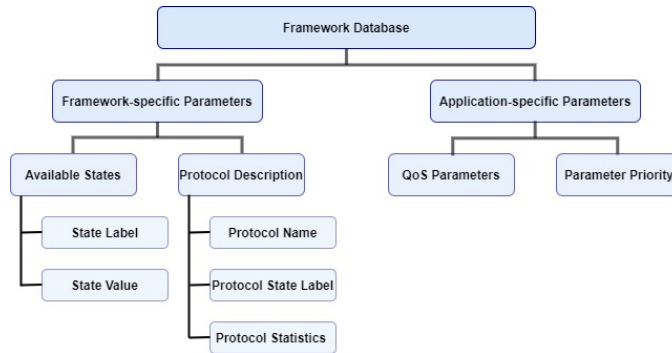 Framework Database
Framework-specific Parameters
Application-specific Parameters
Available States
Protocol Description
QoS Parameters
Parameter Priority
State Label
Protocol Name
State Value
Protocol State Label
Protocol Statistics